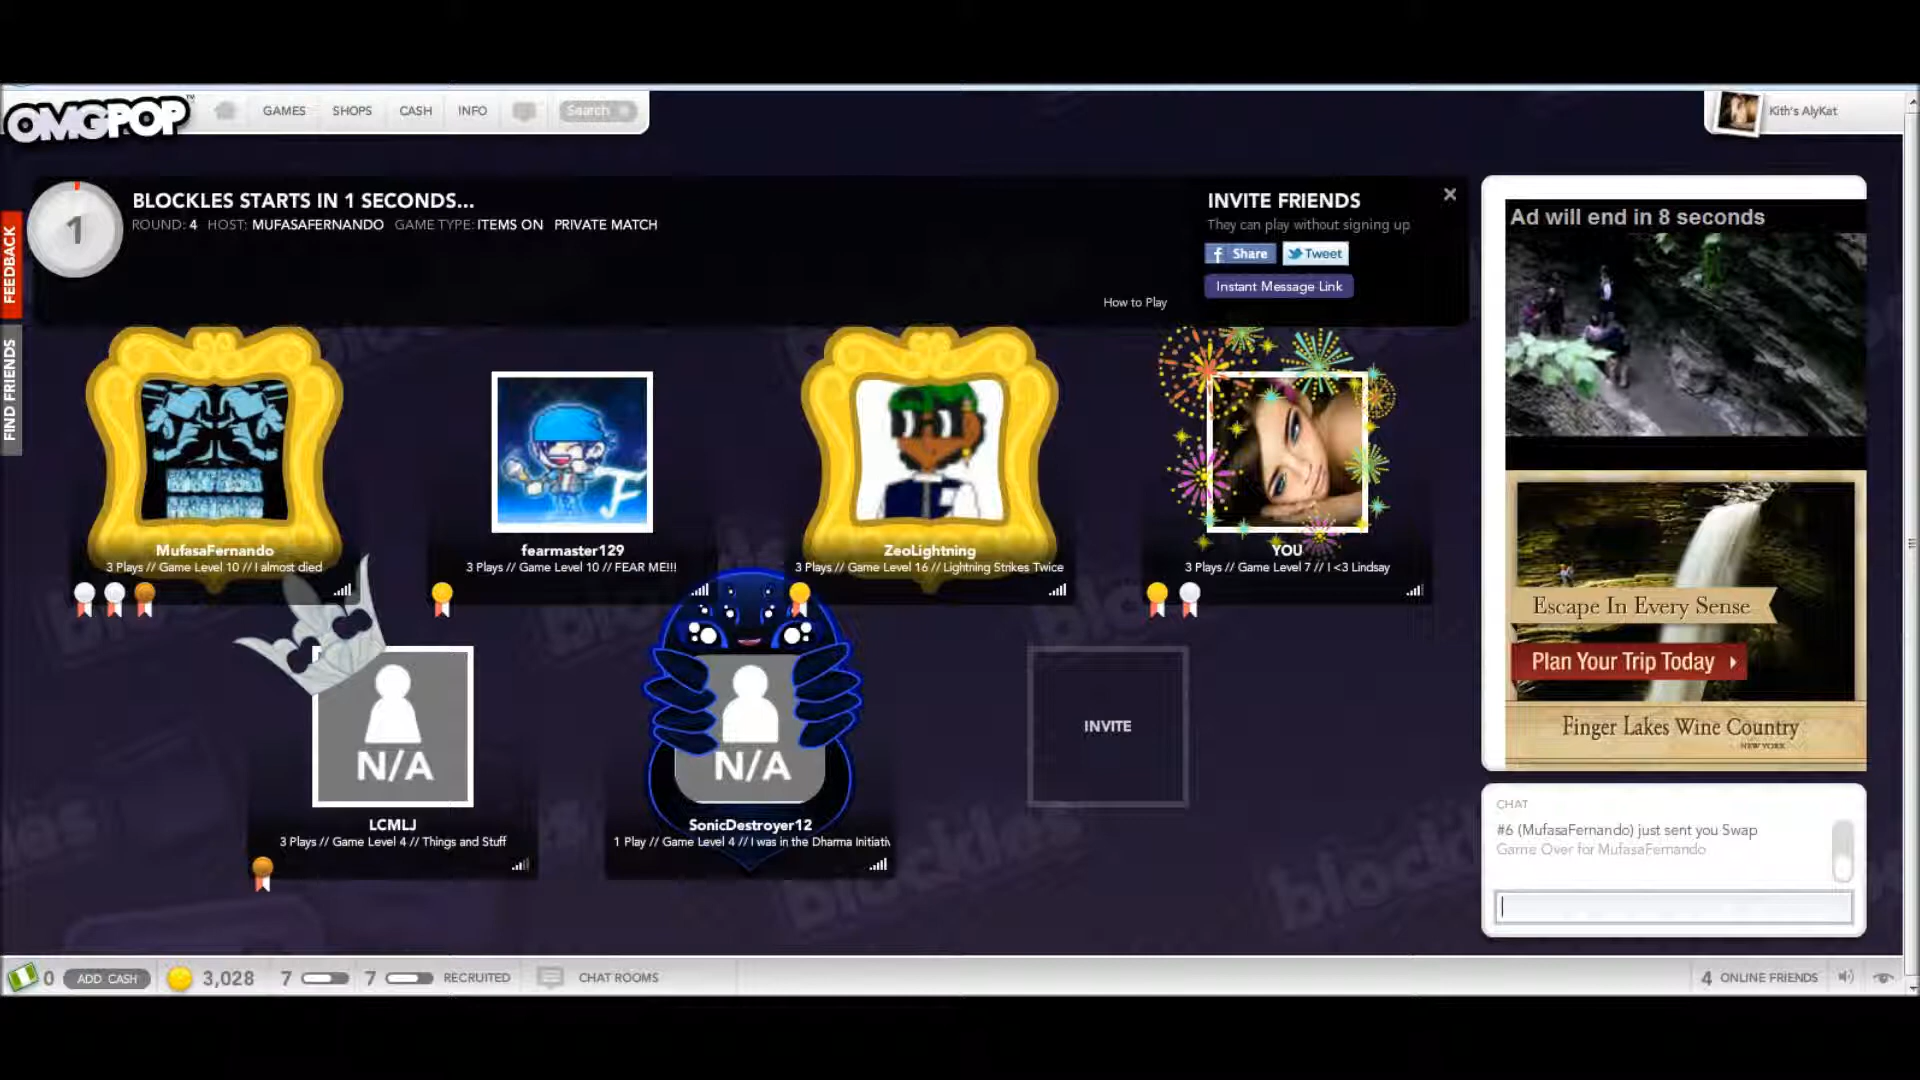 OMGPOP™
GAMES
SHOPS
CASH
INFO
Search
Kith's AlyKat
1
BLOCKLES STARTS IN 1 SECONDS...
ROUND: 4 HOST: MUFASAFERNANDO GAME TYPE: ITEMS ON PRIVATE MATCH
How to Play
INVITE FRIENDS
They can play without signing up
Share
Tweet
Instant Message Link
FEEDBACK
FIND FRIENDS
MufasaFernando
3 Plays // Game Level 10 // I almost died
fearmaster129
3 Plays // Game Level 10 // FEAR ME!!!
ZeoLightning
3 Plays // Game Level 16 // Lightning Strikes Twice
YOU
3 Plays // Game Level 7 // I <3 Lindsay
N/A
LCMLJ
3 Plays // Game Level 4 // Things and Stuff
N/A
SonicDestroyer12
1 Play // Game Level 4 // I was in the Dharma Initiativ
INVITE
Ad will end in 8 seconds
Escape In Every Sense
Plan Your Trip Today
Finger Lakes Wine Country
NEW YORK
CHAT
#6 (MufasaFernando) just sent you Swap
Game Over for MufasaFernando
0
ADD CASH
3,028
7
7
RECRUITED
CHAT ROOMS
4 ONLINE FRIENDS